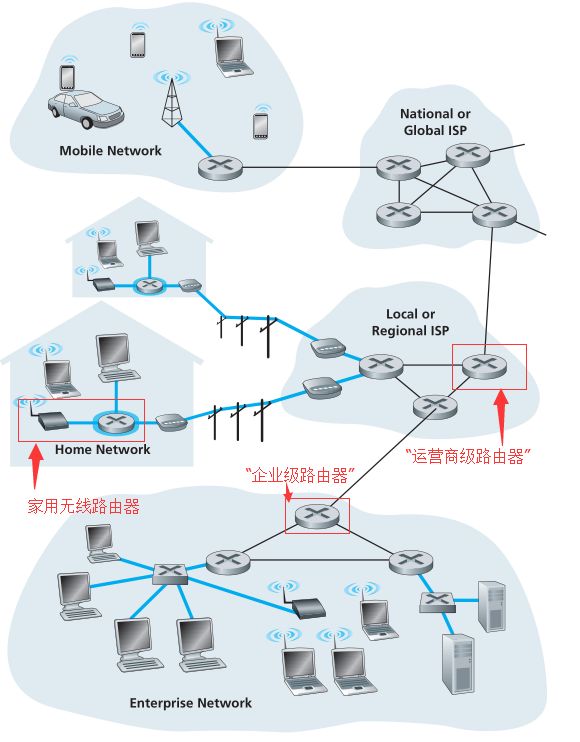 Mobile Network
National or
Global ISP
Local or
Regional ISP
Home Network
“运营商级路由器”
“企业级路由器”
家用无线路由器
Enterprise Network